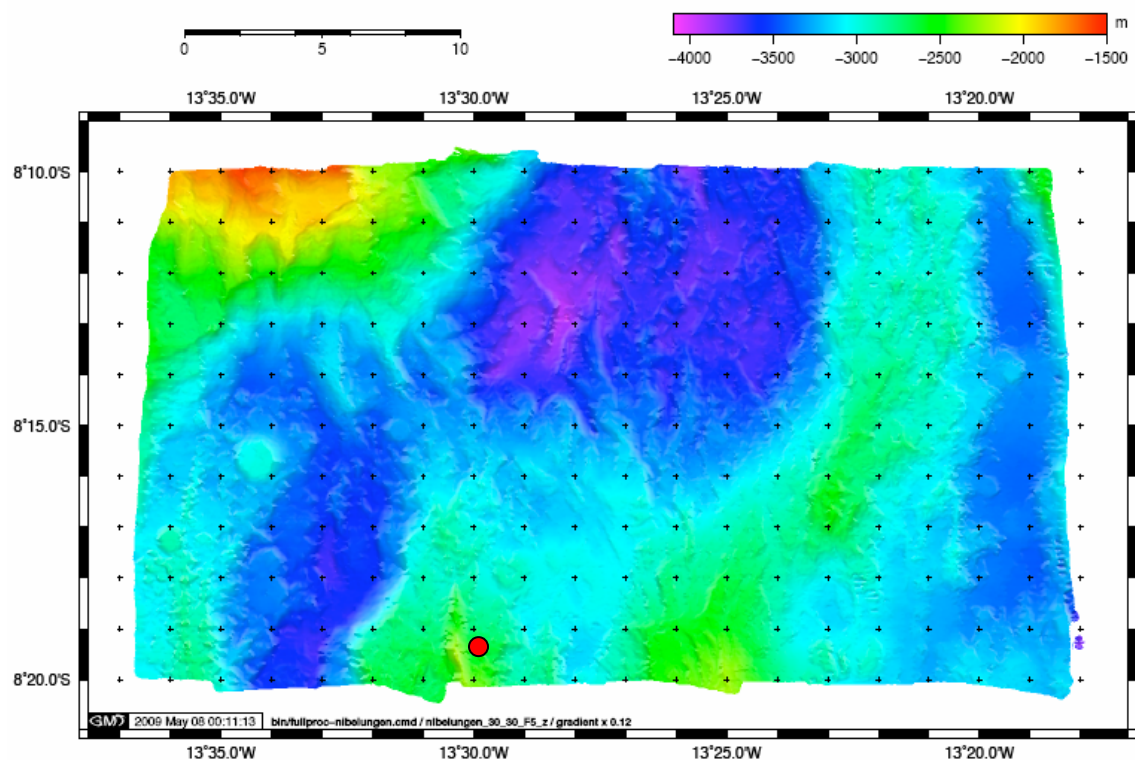 0 5 10
m
−4000 −3500 −3000 −2500 −2000 −1500
13°35.0'W 13°30.0'W 13°25.0'W 13°20.0'W
8°10.0'S
8°15.0'S
8°20.0'S
GMT 2009 May 08 00:11:13 bin/fullproc−nibelungen.cmd / nibelungen_30_30_F5_z / gradient x 0.12
13°35.0'W 13°30.0'W 13°25.0'W 13°20.0'W